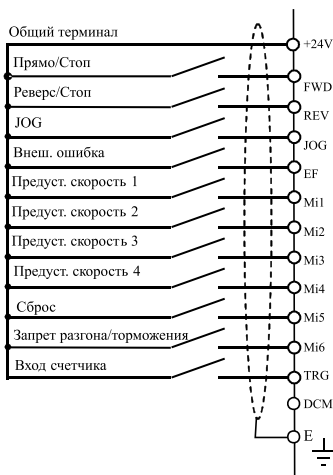 Общий терминал
+24V
Прямо/Стоп
FWD
Реверс/Стоп
REV
JOG
JOG
Внеш. ошибка
EF
Предуст. скорость 1
Mi1
Предуст. скорость 2
Mi2
Предуст. скорость 3
Mi3
Предуст. скорость 4
Mi4
Сброс
Mi5
Запрет разгона/торможения
Mi6
Вход счетчика
TRG
DCM
E